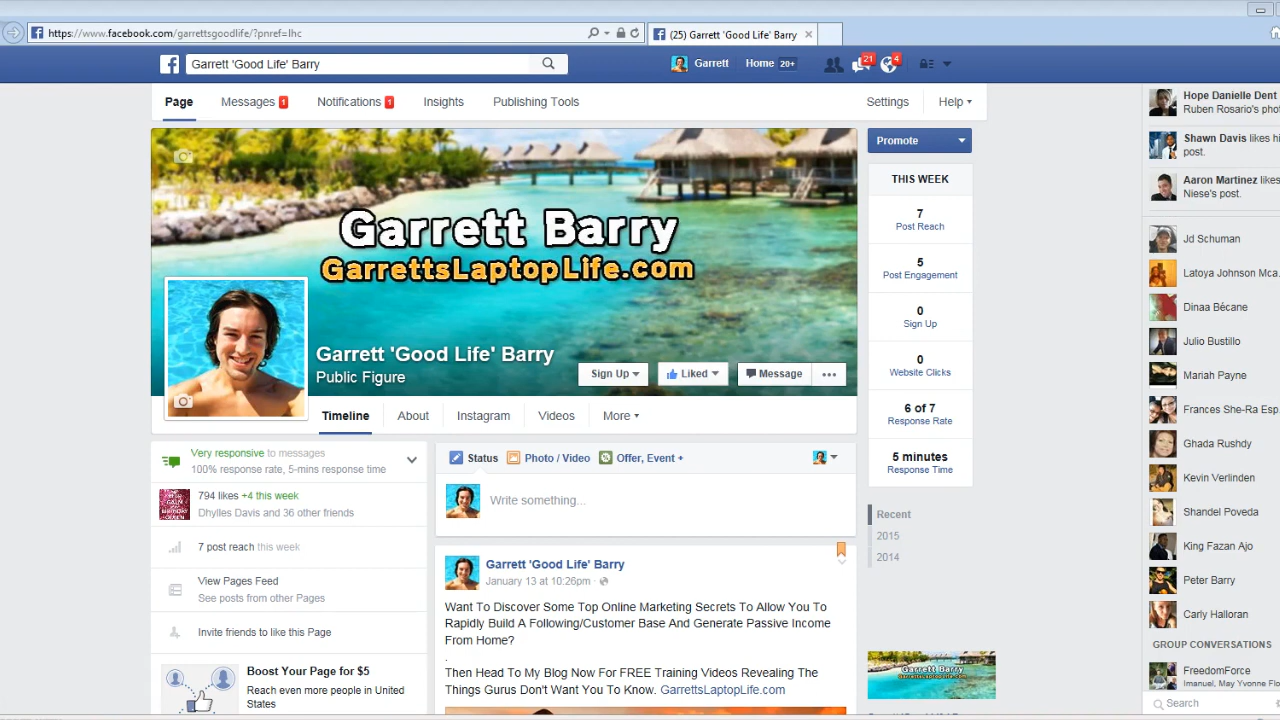 https://www.facebook.com/garrettsgoodlife/?pnref=lhc
(25) Garrett 'Good Life' Barry
Garrett 'Good Life' Barry
Garrett
Home 20+
21
4
Page
Messages 1
Notifications 1
Insights
Publishing Tools
Settings
Help
Garrett Barry
GarrettsLaptopLife.com
Garrett 'Good Life' Barry
Public Figure
Sign Up
Liked
Message
Timeline
About
Instagram
Videos
More
Promote
THIS WEEK
7
Post Reach
5
Post Engagement
0
Sign Up
0
Website Clicks
6 of 7
Response Rate
5 minutes
Response Time
Recent
2015
2014
Very responsive to messages
100% response rate, 5-mins response time
794 likes +4 this week
Dhylles Davis and 36 other friends
7 post reach this week
View Pages Feed
See posts from other Pages
Invite friends to like this Page
Boost Your Page for $5
Reach even more people in United
States
Status
Photo / Video
Offer, Event +
Write something...
Garrett 'Good Life' Barry
January 13 at 10:26pm ·
Want To Discover Some Top Online Marketing Secrets To Allow You To
Rapidly Build A Following/Customer Base And Generate Passive Income
From Home?
.
Then Head To My Blog Now For FREE Training Videos Revealing The
Things Gurus Don't Want You To Know. GarrettsLaptopLife.com
Garrett Barry
Hope Danielle Dent
Ruben Rosario's pho
Shawn Davis likes
post.
Aaron Martinez likes
Niese's post.
Jd Schuman
Latoya Johnson Mca
Dinaa Bécane
Julio Bustillo
Mariah Payne
Frances She-Ra Esp
Ghada Rushdy
Kevin Verlinden
Shandel Poveda
King Fazan Ajo
Peter Barry
Carly Halloran
GROUP CONVERSATIONS
FreedomForce
Imanuel, May Yvonne Flo
Search